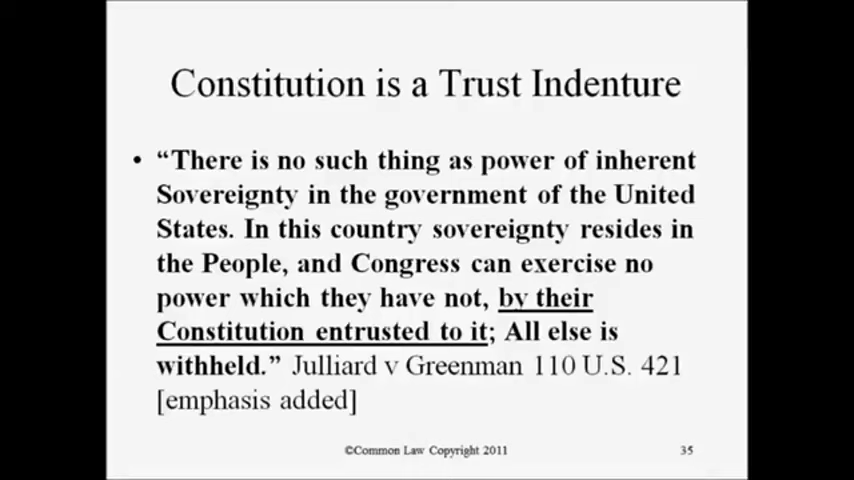 Constitution is a Trust Indenture
• “There is no such thing as power of inherent
Sovereignty in the government of the United
States. In this country sovereignty resides in
the People, and Congress can exercise no
power which they have not, by their
Constitution entrusted to it; All else is
withheld.” Julliard v Greenman 110 U.S. 421
[emphasis added]
©Common Law Copyright 2011
35